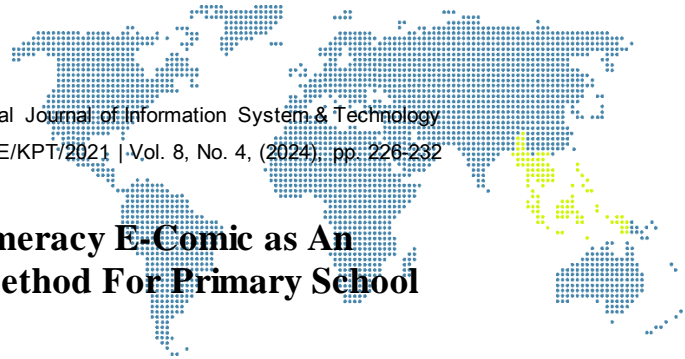 al Journal of Information System & Technology
E/KPT/2021 | Vol. 8, No. 4, (2024), pp. 226-232
meracy E-Comic as An
ethod For Primary School